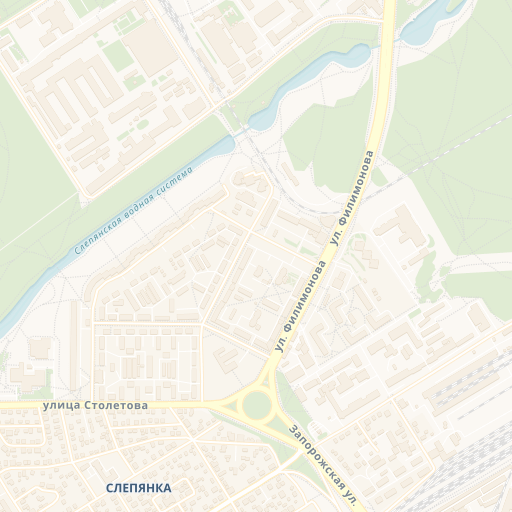 ул. Филимонова
Слепянская водная система
ул. Филимонова
улица Столетова
Запорожская ул.
СЛЕПЯНКА